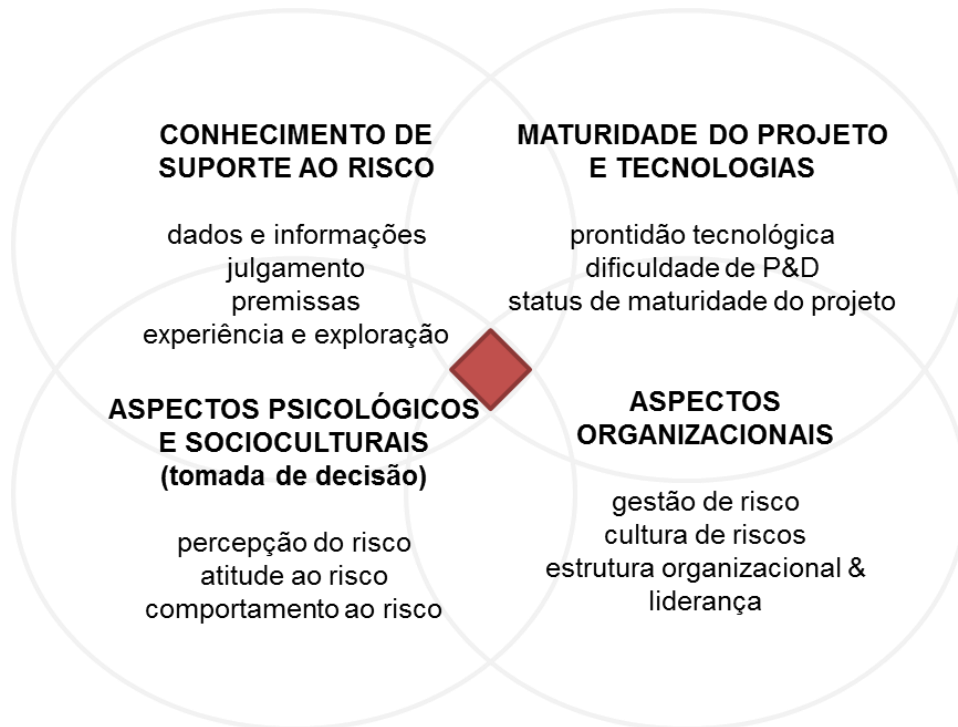 CONHECIMENTO DE
SUPORTE AO RISCO
dados e informações
julgamento
premissas
experiência e exploração
MATURIDADE DO PROJETO
E TECNOLOGIAS
prontidão tecnológica
dificuldade de P&D
status de maturidade do projeto
ASPECTOS PSICOLÓGICOS
E SOCIOCULTURAIS
(tomada de decisão)
percepção do risco
atitude ao risco
comportamento ao risco
ASPECTOS
ORGANIZACIONAIS
gestão de risco
cultura de riscos
estrutura organizacional &
liderança